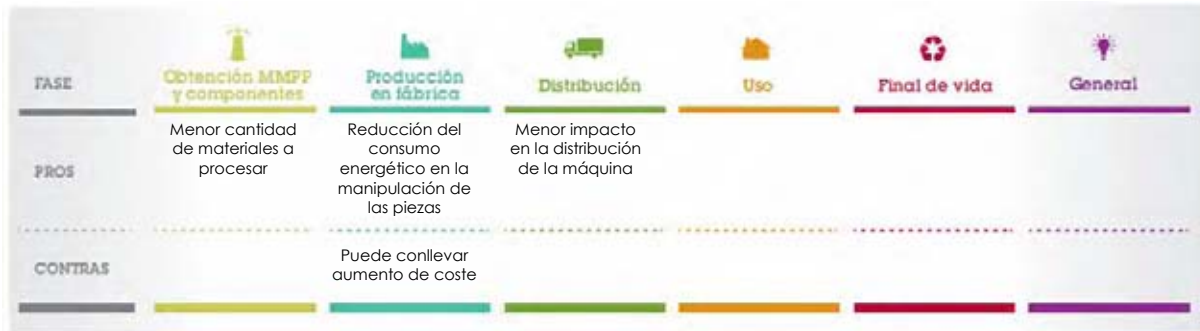 FASE
Obtención MMPP
y componentes
Producción
en fábrica
Distribución
Uso
Final de vida
General
PROS
Menor cantidad
de materiales a
procesar
Reducción del
consumo
energético en la
manipulación de
las piezas
Menor impacto
en la distribución
de la máquina
CONTRAS
Puede conllevar
aumento de coste